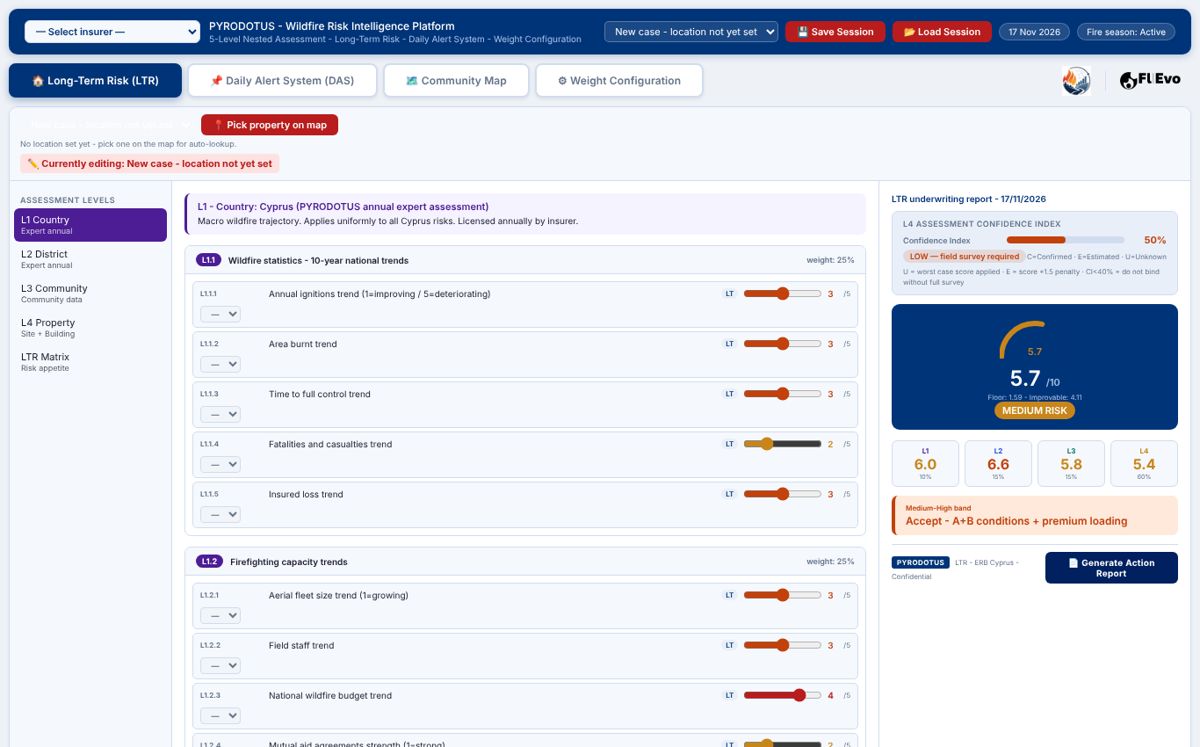 — Select insurer —
PYRODOTUS - Wildfire Risk Intelligence Platform
5-Level Nested Assessment - Long-Term Risk - Daily Alert System - Weight Configuration
New case - location not yet set
💾 Save Session
📂 Load Session
17 Nov 2026
Fire season: Active
🏠 Long-Term Risk (LTR)
📌 Daily Alert System (DAS)
🗺️ Community Map
⚙ Weight Configuration
FlEvo
New case - location not yet set
📍 Pick property on map
No location set yet - pick one on the map for auto-lookup.
✏️ Currently editing: New case - location not yet set
ASSESSMENT LEVELS
L1 Country
Expert annual
L2 District
Expert annual
L3 Community
Community data
L4 Property
Site + Building
LTR Matrix
Risk appetite
L1 - Country: Cyprus (PYRODOTUS annual expert assessment)
Macro wildfire trajectory. Applies uniformly to all Cyprus risks. Licensed annually by insurer.
L1.1 Wildfire statistics - 10-year national trends weight: 25%
L1.1.1 Annual ignitions trend (1=improving / 5=deteriorating) LT 3 /5
—
L1.1.2 Area burnt trend LT 3 /5
—
L1.1.3 Time to full control trend LT 3 /5
—
L1.1.4 Fatalities and casualties trend LT 2 /5
—
L1.1.5 Insured loss trend LT 3 /5
—
L1.2 Firefighting capacity trends weight: 25%
L1.2.1 Aerial fleet size trend (1=growing) LT 3 /5
—
L1.2.2 Field staff trend LT 3 /5
—
L1.2.3 National wildfire budget trend LT 4 /5
—
L1.2.4 Mutual aid agreements strength (1=strong) LT 2 /5
LTR underwriting report - 17/11/2026
L4 ASSESSMENT CONFIDENCE INDEX
Confidence Index 50%
LOW — field survey required C=Confirmed · E=Estimated · U=Unknown
U = worst case score applied · E = score +1.5 penalty · CI<40% = do not bind
without full survey
5.7
5.7 /10
Floor: 1.59 - Improvable: 4.11
MEDIUM RISK
L1
6.0
10%
L2
6.6
15%
L3
5.8
15%
L4
5.4
60%
Medium-High band
Accept - A+B conditions + premium loading
PYRODOTUS LTR - ERB Cyprus -
Confidential
📄 Generate Action
Report